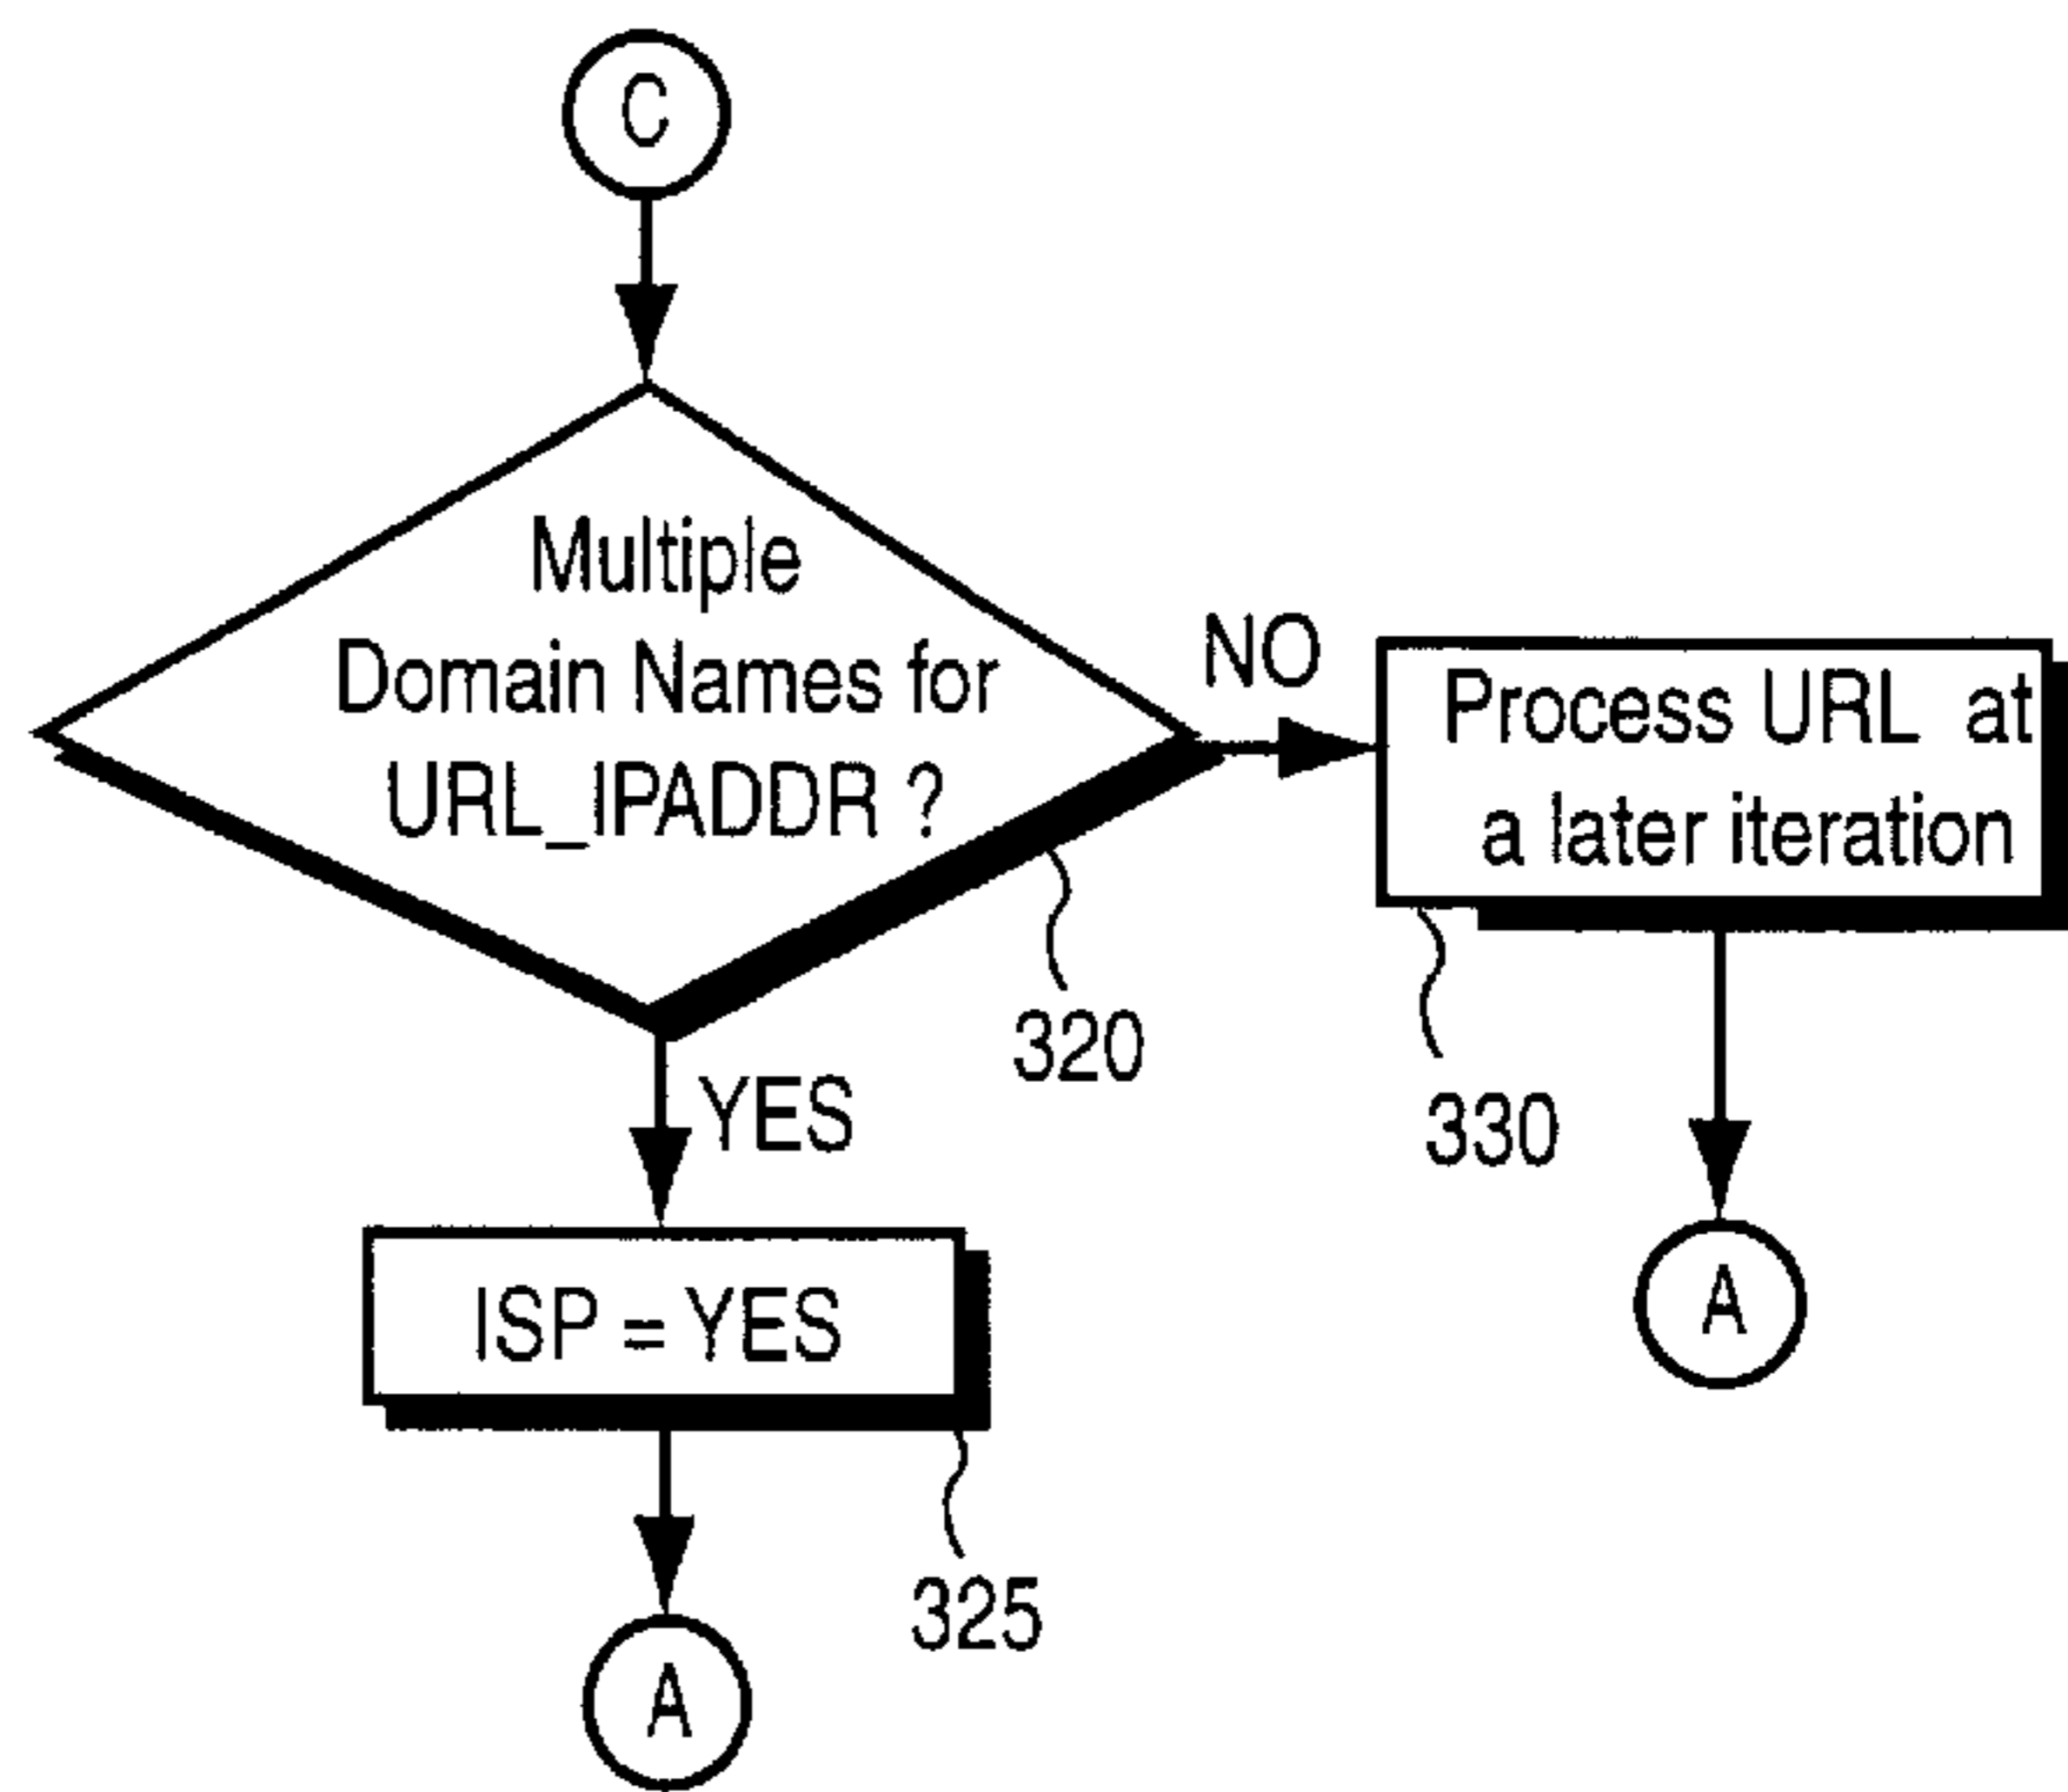 C
Multiple
Domain Names for
URL_IPADDR ?
NO
Process URL at
a later iteration
320
330
YES
ISP = YES
A
325
A